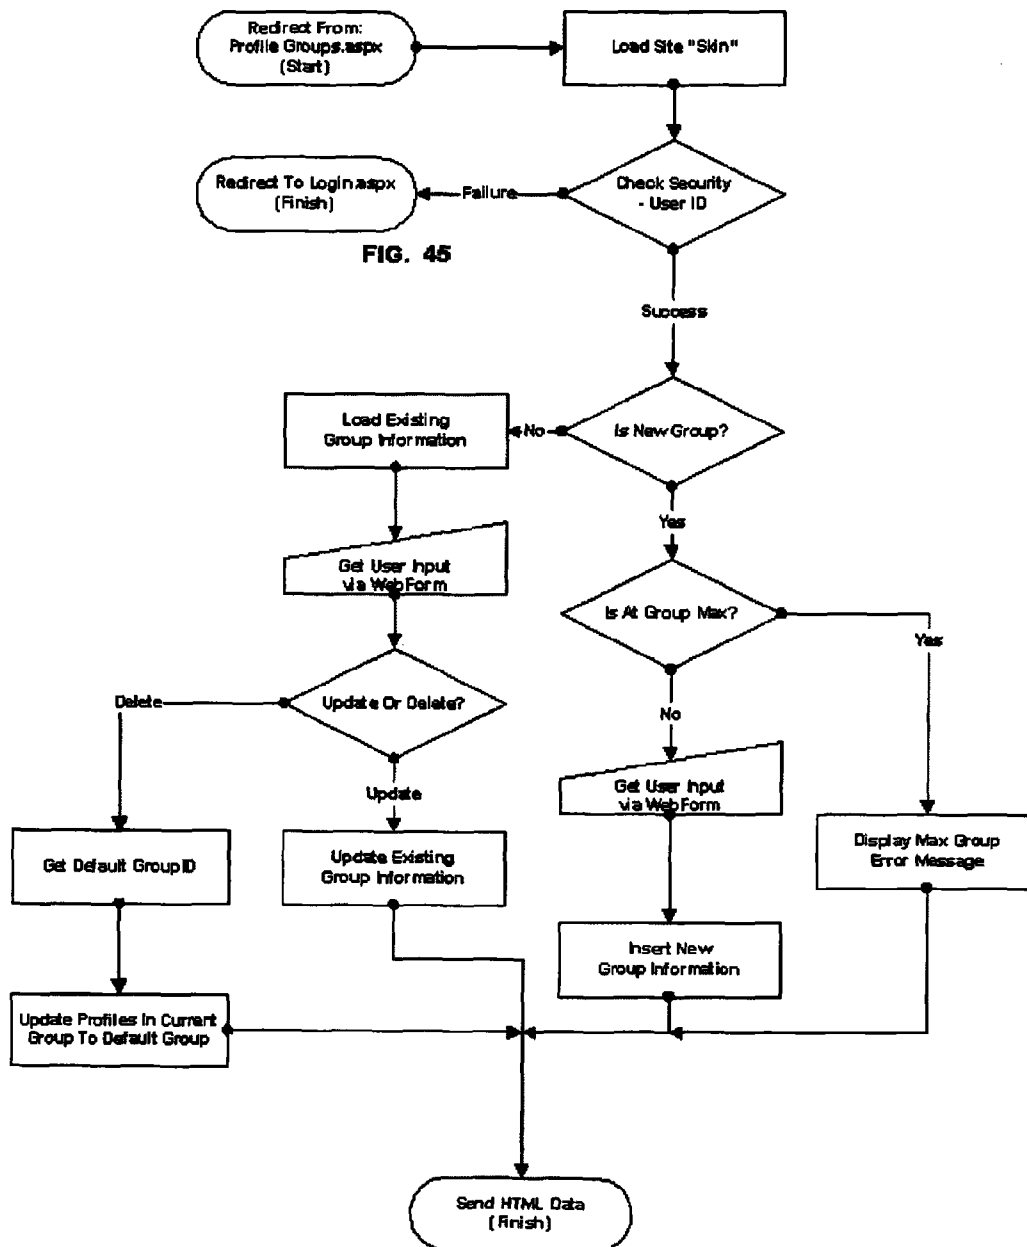 Redirect From:
Profile Groups.aspx
(Start)
Load Site "Skin"
Redirect To Login.aspx
(Finish)
Failure
Check Security
- User ID
FIG. 45
Success
Load Existing
Group Information
No
Is New Group?
Yes
Get User Input
via WebForm
Is At Group Max?
Yes
Delete
Update Or Delete?
No
Update
Get User Input
via WebForm
Get Default GroupID
Update Existing
Group Information
Display Max Group
Error Message
Insert New
Group Information
Update Profiles In Current
Group To Default Group
Send HTML Data
(Finish)